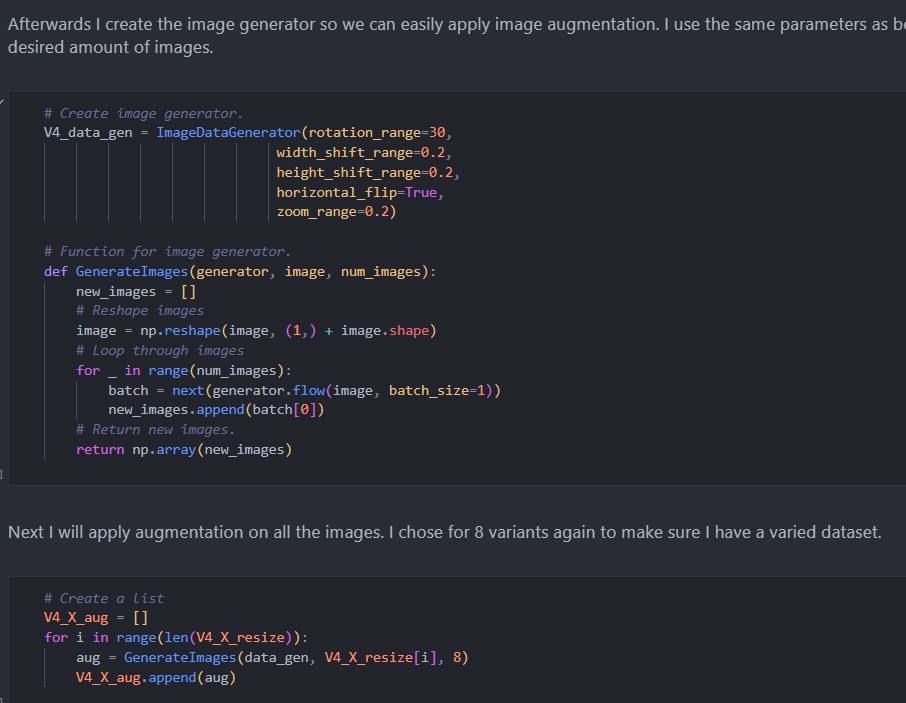 Afterwards I create the image generator so we can easily apply image augmentation. I use the same parameters as
desired amount of images.
# Create image generator.
V4_data_gen = ImageDataGenerator(rotation_range=30,
width_shift_range=0.2,
height_shift_range=0.2,
horizontal_flip=True,
zoom_range=0.2)
# Function for image generator.
def GenerateImages(generator, image, num_images):
new_images = []
# Reshape images
image = np.reshape(image, (1,) + image.shape)
# Loop through images
for _ in range(num_images):
batch = next(generator.flow(image, batch_size=1))
new_images.append(batch[0])
# Return new images.
return np.array(new_images)
Next I will apply augmentation on all the images. I chose for 8 variants again to make sure I have a varied dataset.
# Create a list
V4_X_aug = []
for i in range(len(V4_X_resize)):
aug = GenerateImages(data_gen, V4_X_resize[i], 8)
V4_X_aug.append(aug)